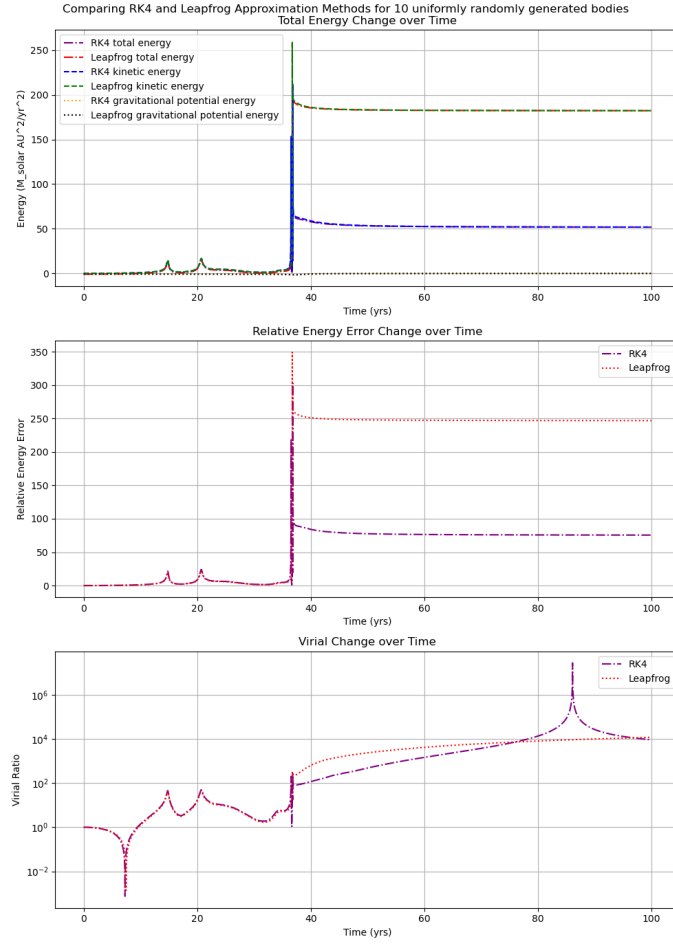 Comparing RK4 and Leapfrog Approximation Methods for 10 uniformly randomly generated bodies
Total Energy Change over Time
RK4 total energy
Leapfrog total energy
RK4 kinetic energy
Leapfrog kinetic energy
RK4 gravitational potential energy
Leapfrog gravitational potential energy
Energy (M_solar AU^2/yr^2)
250
200
150
100
50
0
0
20
40
60
80
100
Time (yrs)
Relative Energy Error Change over Time
RK4
Leapfrog
Relative Energy Error
350
300
250
200
150
100
50
0
0
20
40
60
80
100
Time (yrs)
Virial Change over Time
RK4
Leapfrog
Virial Ratio
10^6
10^4
10^2
10^0
10^-2
0
20
40
60
80
100
Time (yrs)